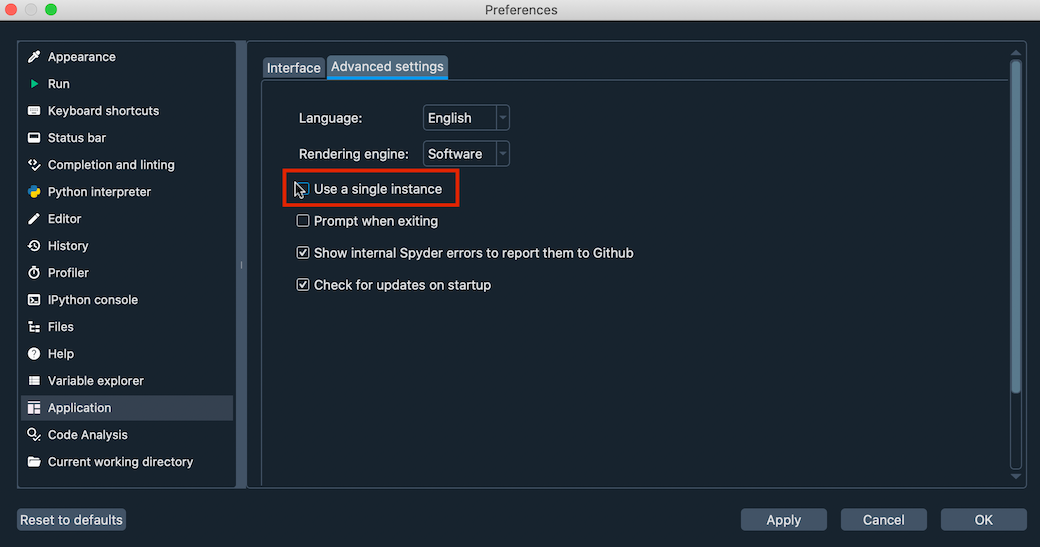 Preferences
Appearance
Run
Keyboard shortcuts
Status bar
Completion and linting
Python interpreter
Editor
History
Profiler
IPython console
Files
Help
Variable explorer
Application
Code Analysis
Current working directory
Interface Advanced settings
Language: English
Rendering engine: Software
Use a single instance
Prompt when exiting
Show internal Spyder errors to report them to Github
Check for updates on startup
Reset to defaults Apply Cancel OK